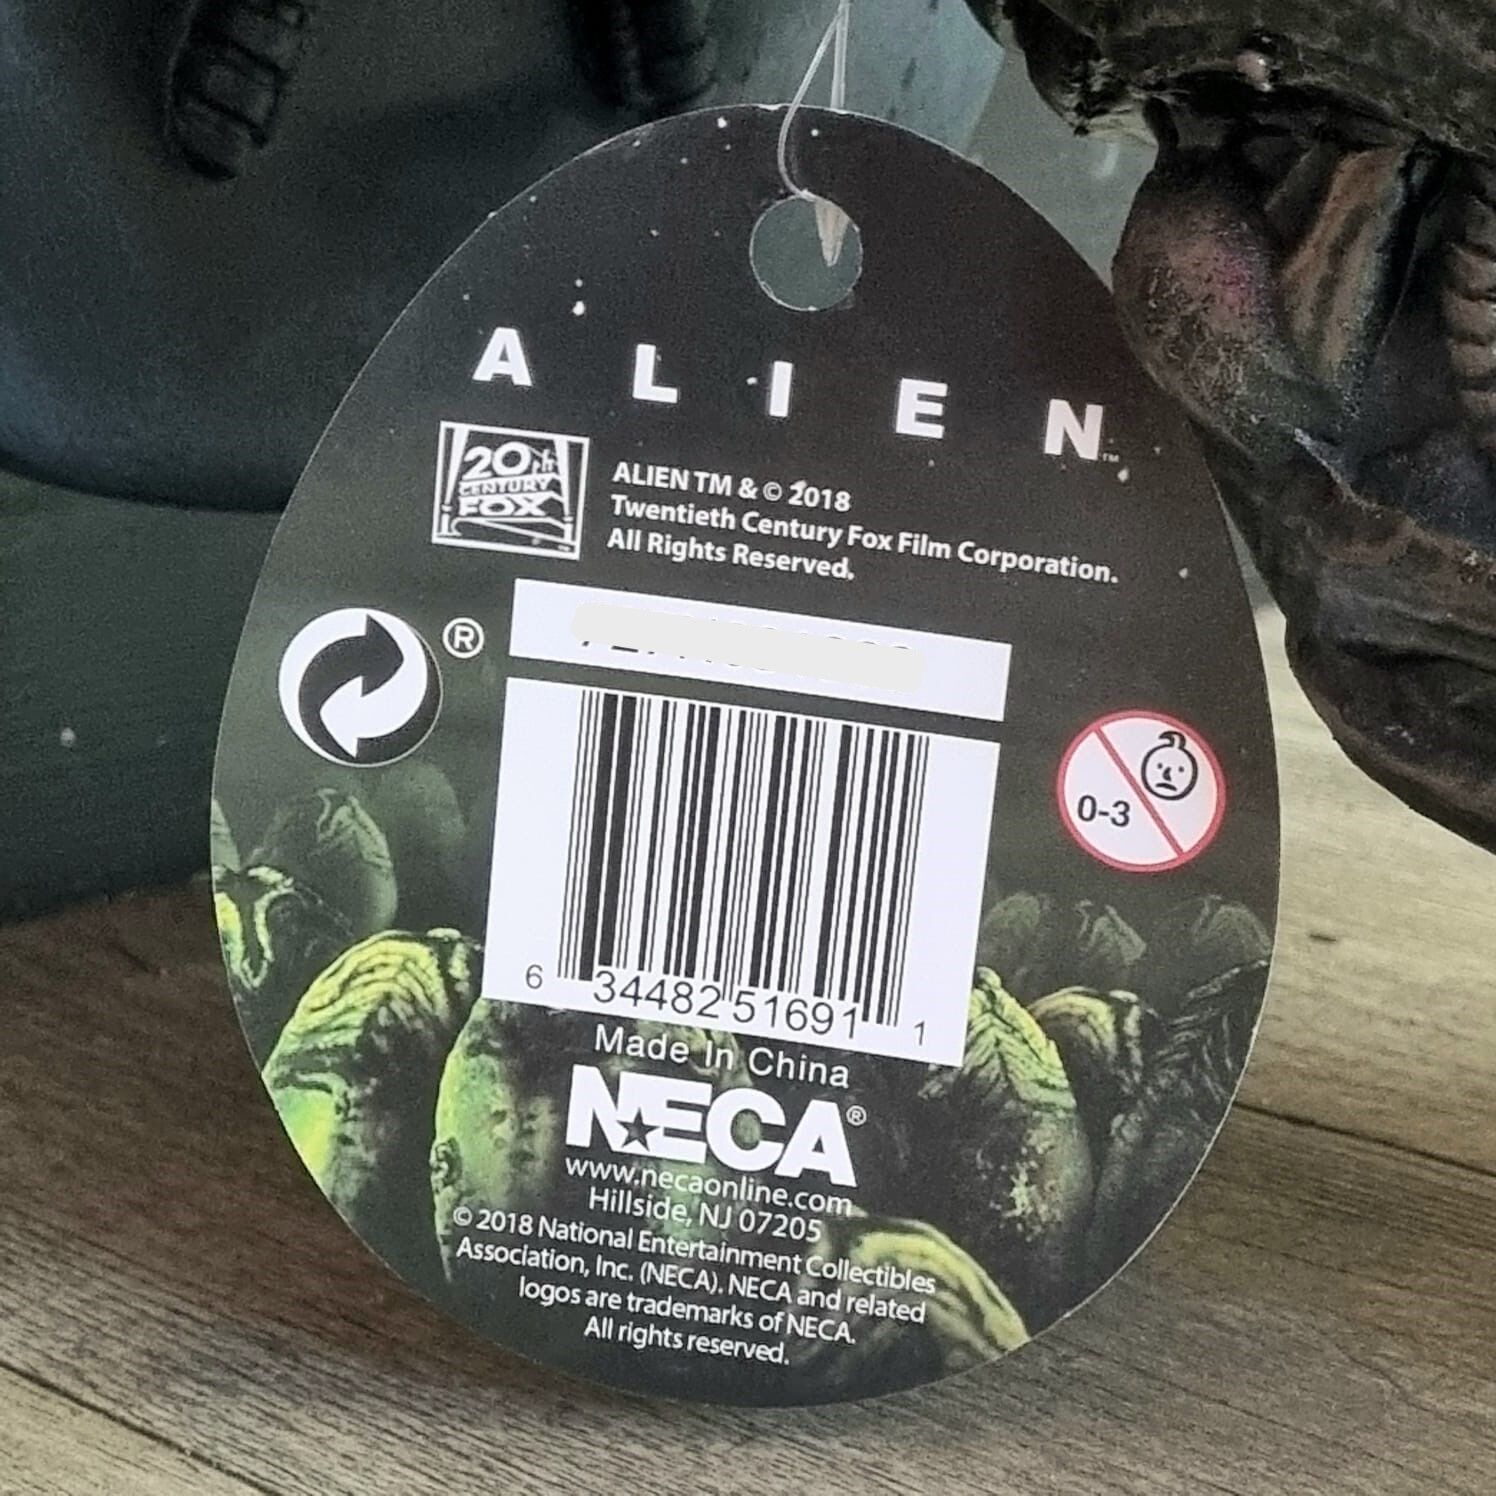 A L I E N ™
20th
CENTURY
FOX
ALIEN TM & © 2018
Twentieth Century Fox Film Corporation.
All Rights Reserved.
®
0-3
6 34482 51691 1
Made In China
NECA®
www.necaonline.com
Hillside, NJ 07205
© 2018 National Entertainment Collectibles
Association, Inc. (NECA). NECA and related
logos are trademarks of NECA.
All rights reserved.